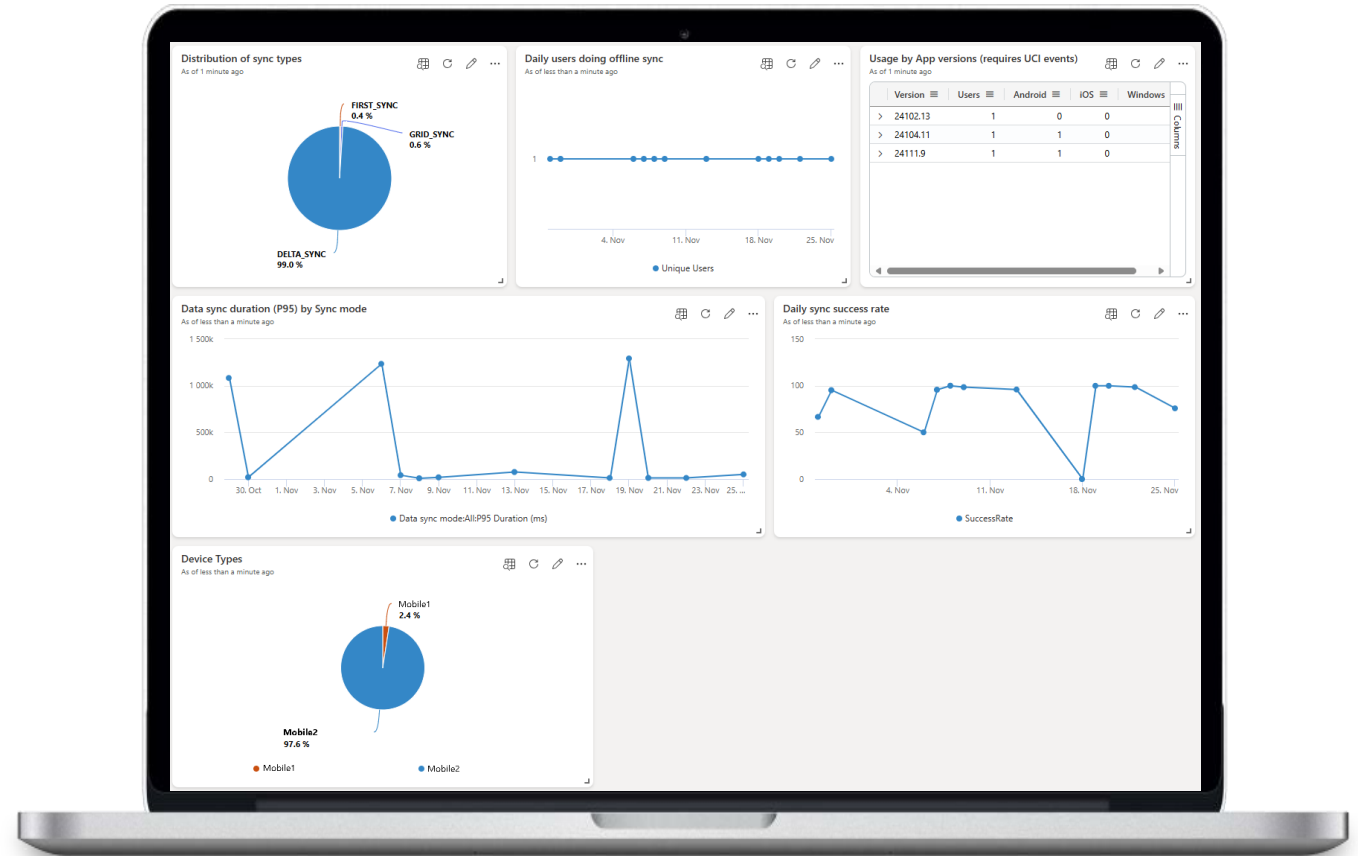 Distribution of sync types
As of 1 minute ago
FIRST_SYNC
0.4 %
GRID_SYNC
0.6 %
DELTA_SYNC
99.0 %
Daily users doing offline sync
As of less than a minute ago
1
4. Nov 11. Nov 18. Nov 25. Nov
Unique Users
Usage by App versions (requires UCI events)
As of 1 minute ago
Version Users Android iOS Windows
24102.13 1 0 0
24104.11 1 1 0
24111.9 1 1 0
Columns
Data sync duration (P95) by Sync mode
As of less than a minute ago
1 500k
1 000k
500k
0
30. Oct 1. Nov 3. Nov 5. Nov 7. Nov 9. Nov 11. Nov 13. Nov 15. Nov 17. Nov 19. Nov 21. Nov 23. Nov 25. ...
Data sync mode:All:P95 Duration (ms)
Daily sync success rate
As of less than a minute ago
150
100
50
0
4. Nov 11. Nov 18. Nov 25. Nov
SuccessRate
Device Types
As of less than a minute ago
Mobile1
2.4 %
Mobile2
97.6 %
Mobile1 Mobile2